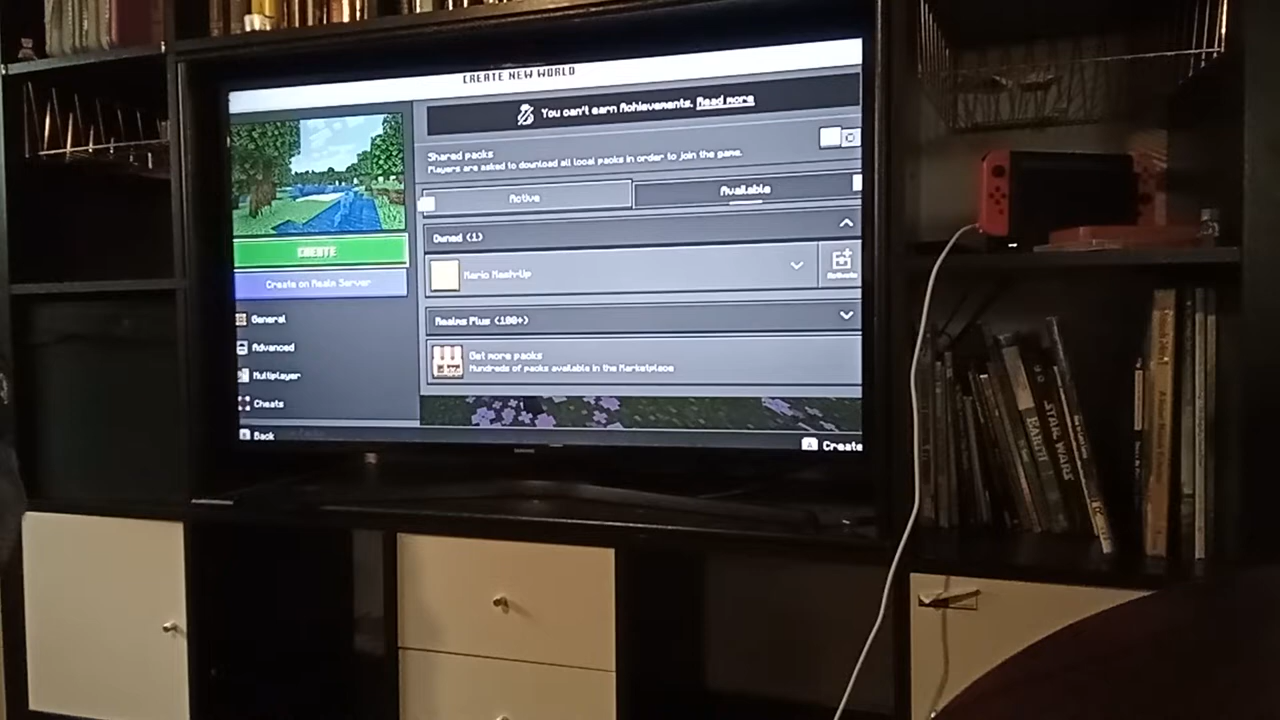 CREATE NEW WORLD
You can't earn Achievements. Read more
Shared packs
Players are asked to download all local packs in order to join the game.
Active
Available
Owned (1)
Mario Mash-Up
Activate
Realms Plus (100+)
Get more packs
Hundreds of packs available in the Marketplace
CREATE
Create on Realm Server
General
Advanced
Multiplayer
Cheats
Back
A Create
SAMSUNG
EARTH
STAR WARS